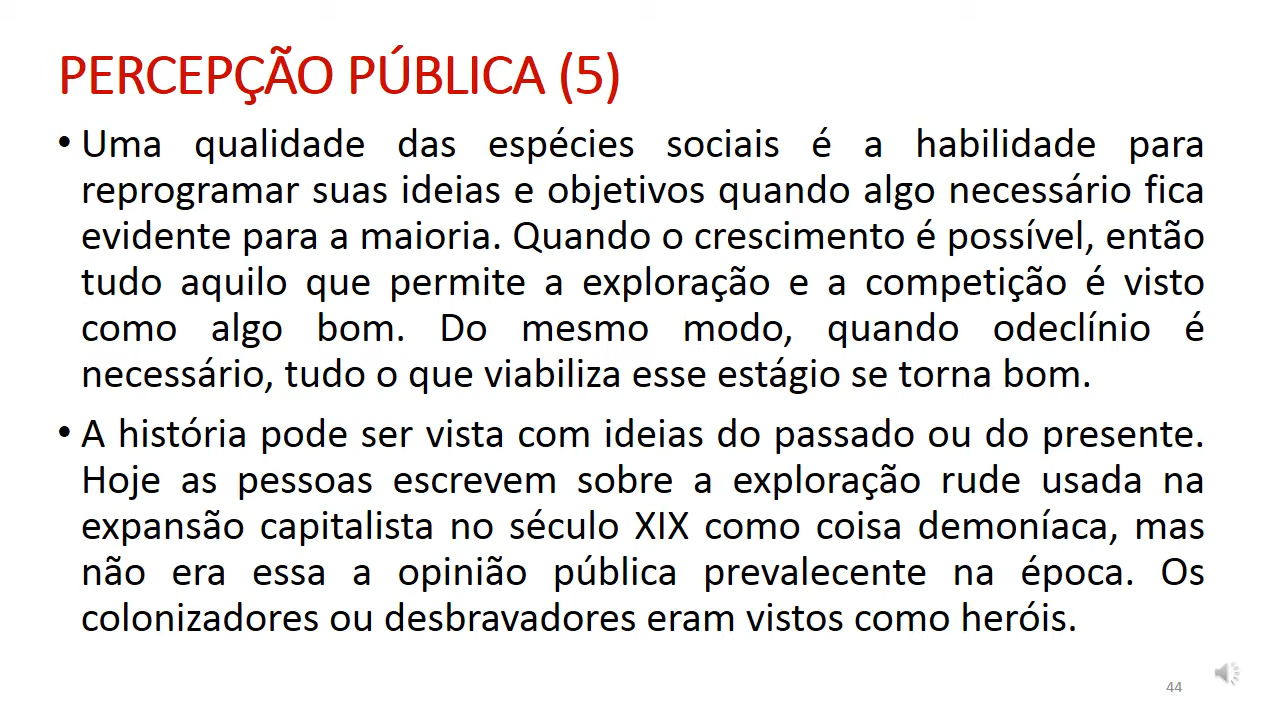 PERCEPÇÃO PÚBLICA (5)
• Uma qualidade das espécies sociais é a habilidade para
reprogramar suas ideias e objetivos quando algo necessário fica
evidente para a maioria. Quando o crescimento é possível, então
tudo aquilo que permite a exploração e a competição é visto
como algo bom. Do mesmo modo, quando odeclínio é
necessário, tudo o que viabiliza esse estágio se torna bom.
• A história pode ser vista com ideias do passado ou do presente.
Hoje as pessoas escrevem sobre a exploração rude usada na
expansão capitalista no século XIX como coisa demoníaca, mas
não era essa a opinião pública prevalecente na época. Os
colonizadores ou desbravadores eram vistos como heróis.
44